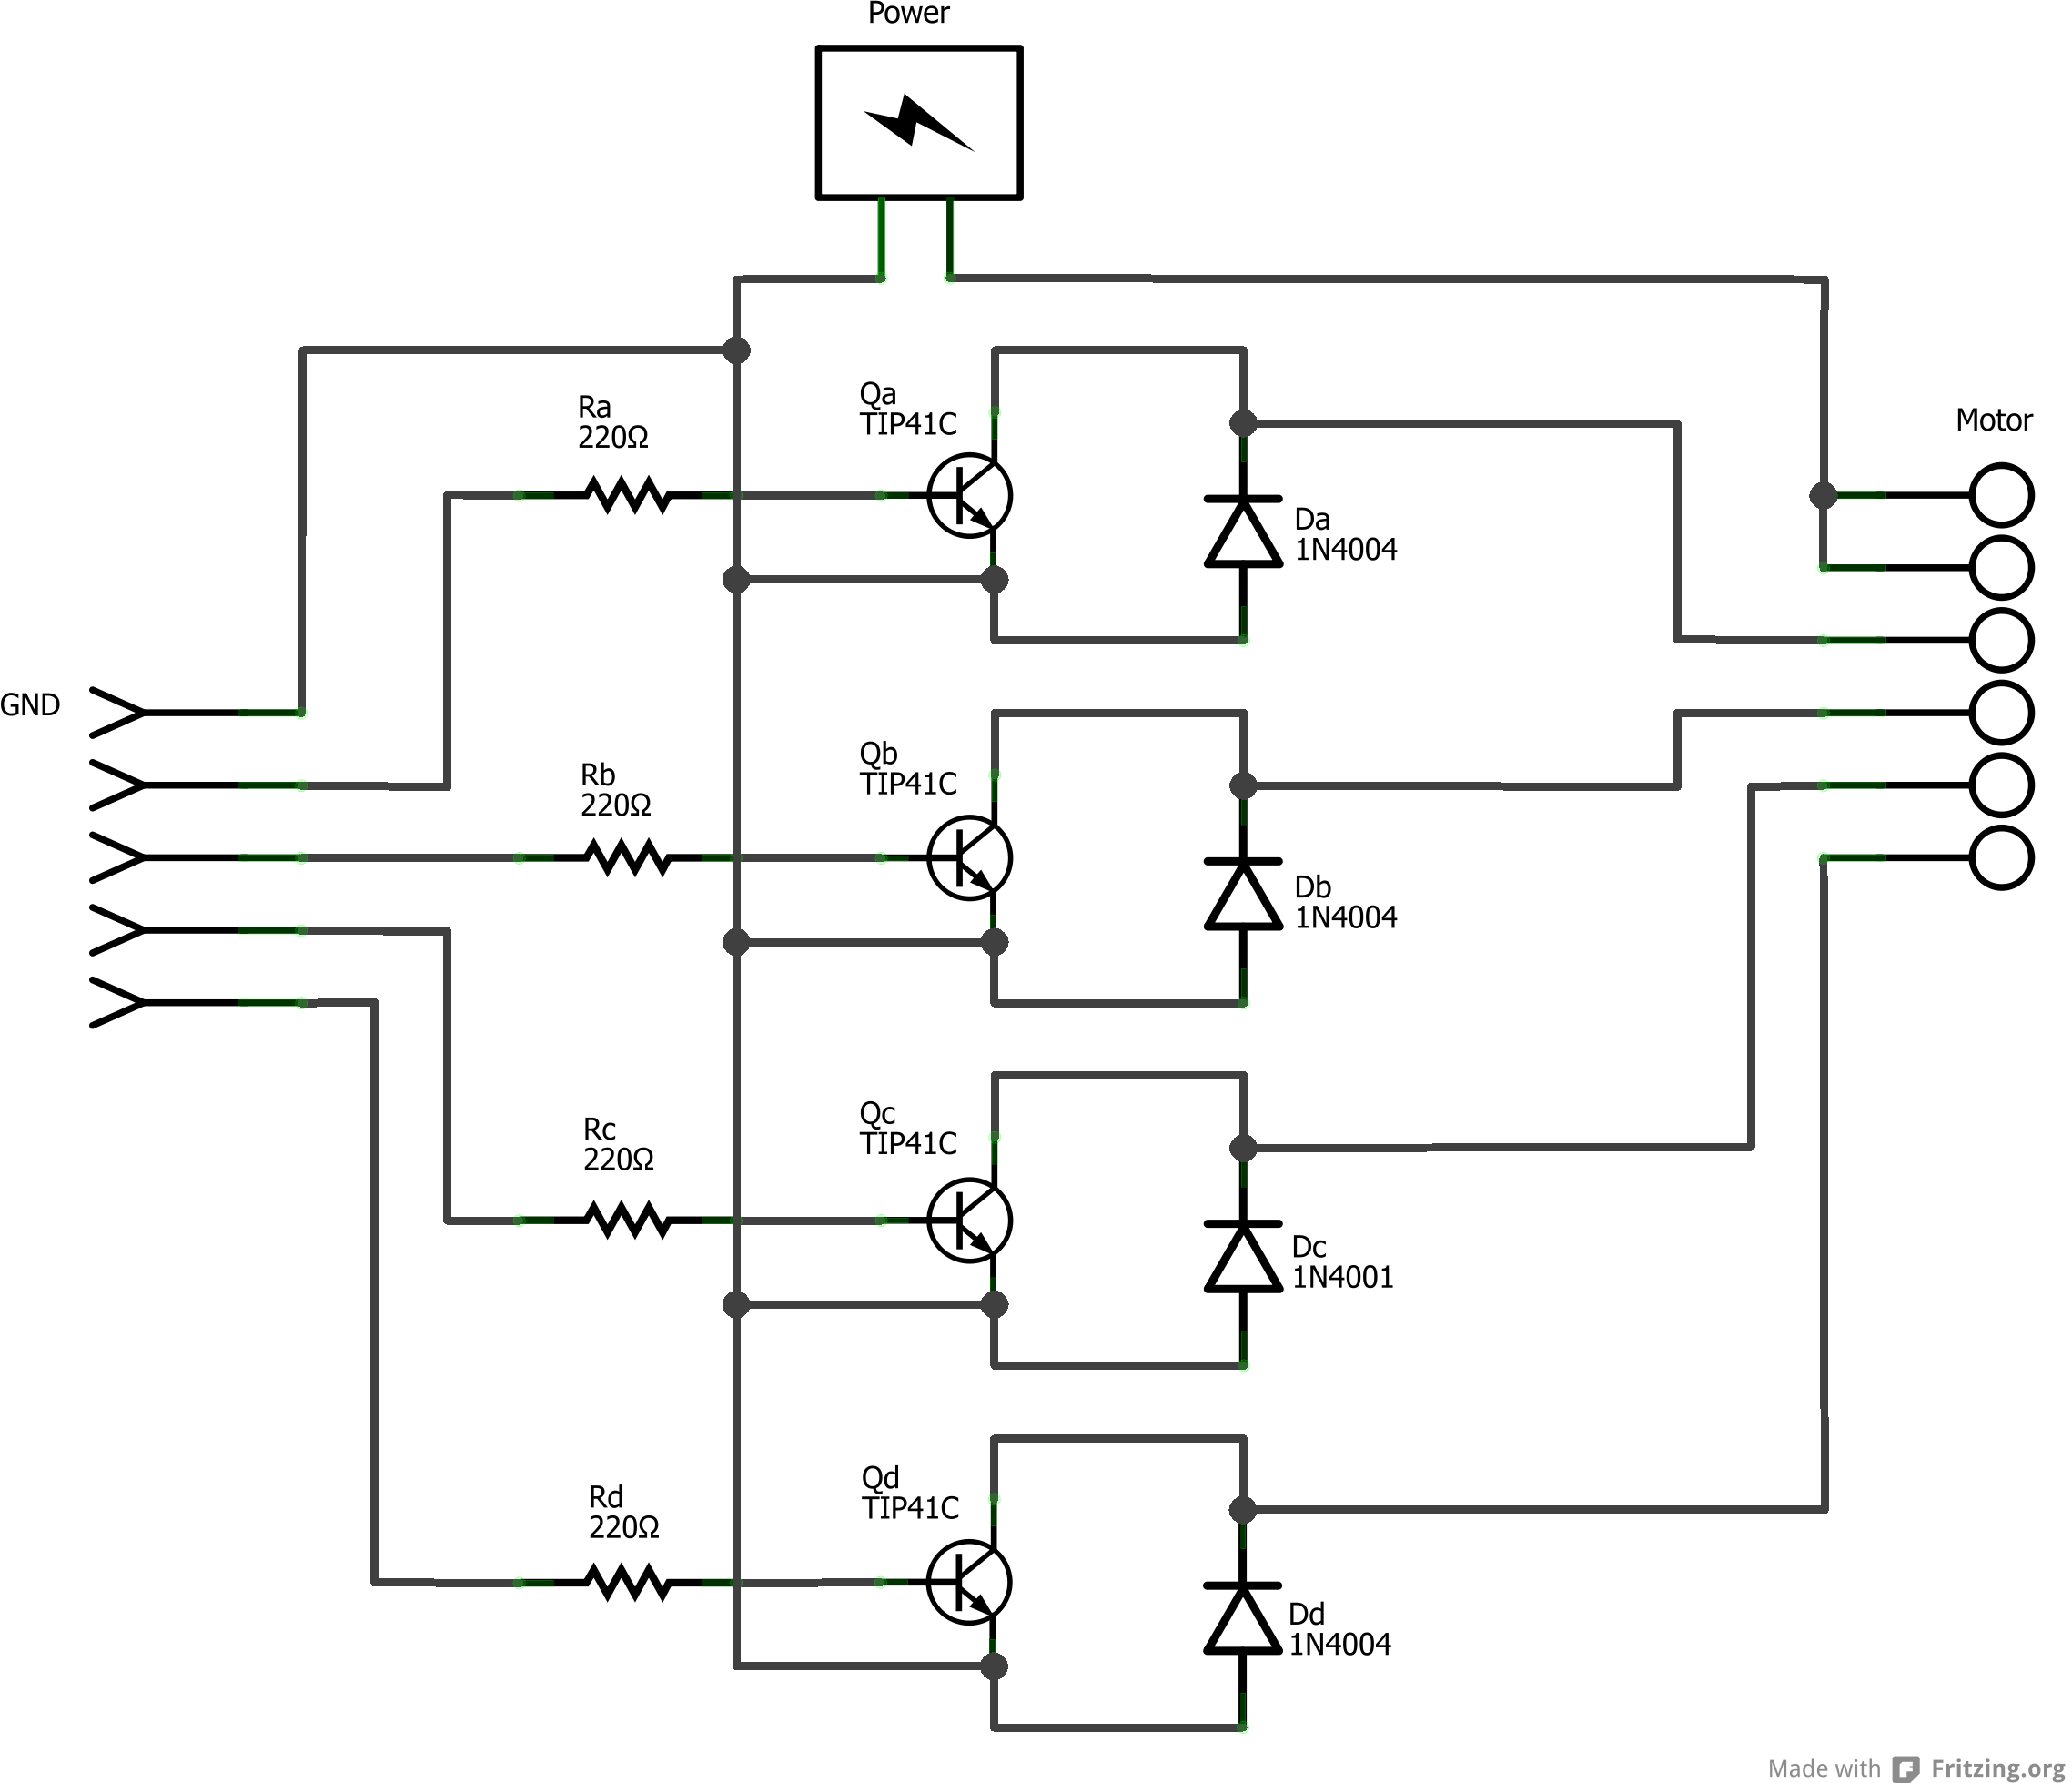 Power
Qa
TIP41C
Ra
220Ω
Motor
Da
1N4004
GND
Qb
TIP41C
Rb
220Ω
Db
1N4004
Qc
TIP41C
Rc
220Ω
Dc
1N4001
Qd
TIP41C
Rd
220Ω
Dd
1N4004
Made with Fritzing.org